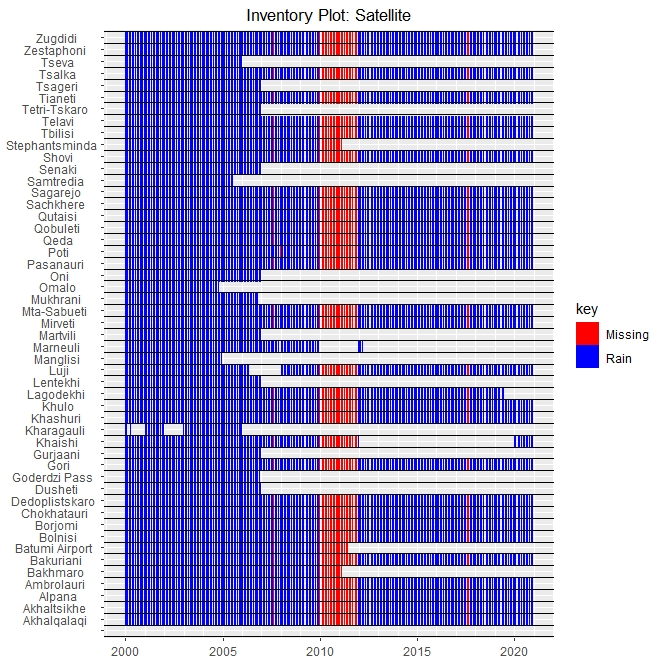 Inventory Plot: Satellite
Zugdidi
Zestaphoni
Tseva
Tsalka
Tsageri
Tianeti
Tetri-Tskaro
Telavi
Tbilisi
Stephantsminda
Shovi
Senaki
Samtredia
Sagarejo
Sachkhere
Qutaisi
Qobuleti
Qeda
Poti
Pasanauri
Oni
Omalo
Mukhrani
Mta-Sabueti
Mirveti
Martvili
Marneuli
Manglisi
Luji
Lentekhi
Lagodekhi
Khulo
Khashuri
Kharagauli
Khaishi
Gurjaani
Gori
Goderdzi Pass
Dusheti
Dedoplistskaro
Chokhatauri
Borjomi
Bolnisi
Batumi Airport
Bakuriani
Bakhmaro
Ambrolauri
Alpana
Akhaltsikhe
Akhalqalaqi
2000 2005 2010 2015 2020
key
Missing
Rain